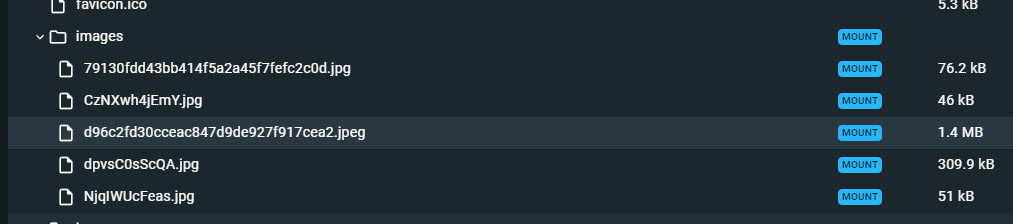 favicon.ico 5.3 kB
images MOUNT
79130fdd43bb414f5a2a45f7fefc2c0d.jpg MOUNT 76.2 kB
CzNXwh4jEmY.jpg MOUNT 46 kB
d96c2fd30cceac847d9de927f917cea2.jpeg MOUNT 1.4 MB
dpvsC0sScQA.jpg MOUNT 309.9 kB
NjqIWUcFeas.jpg MOUNT 51 kB